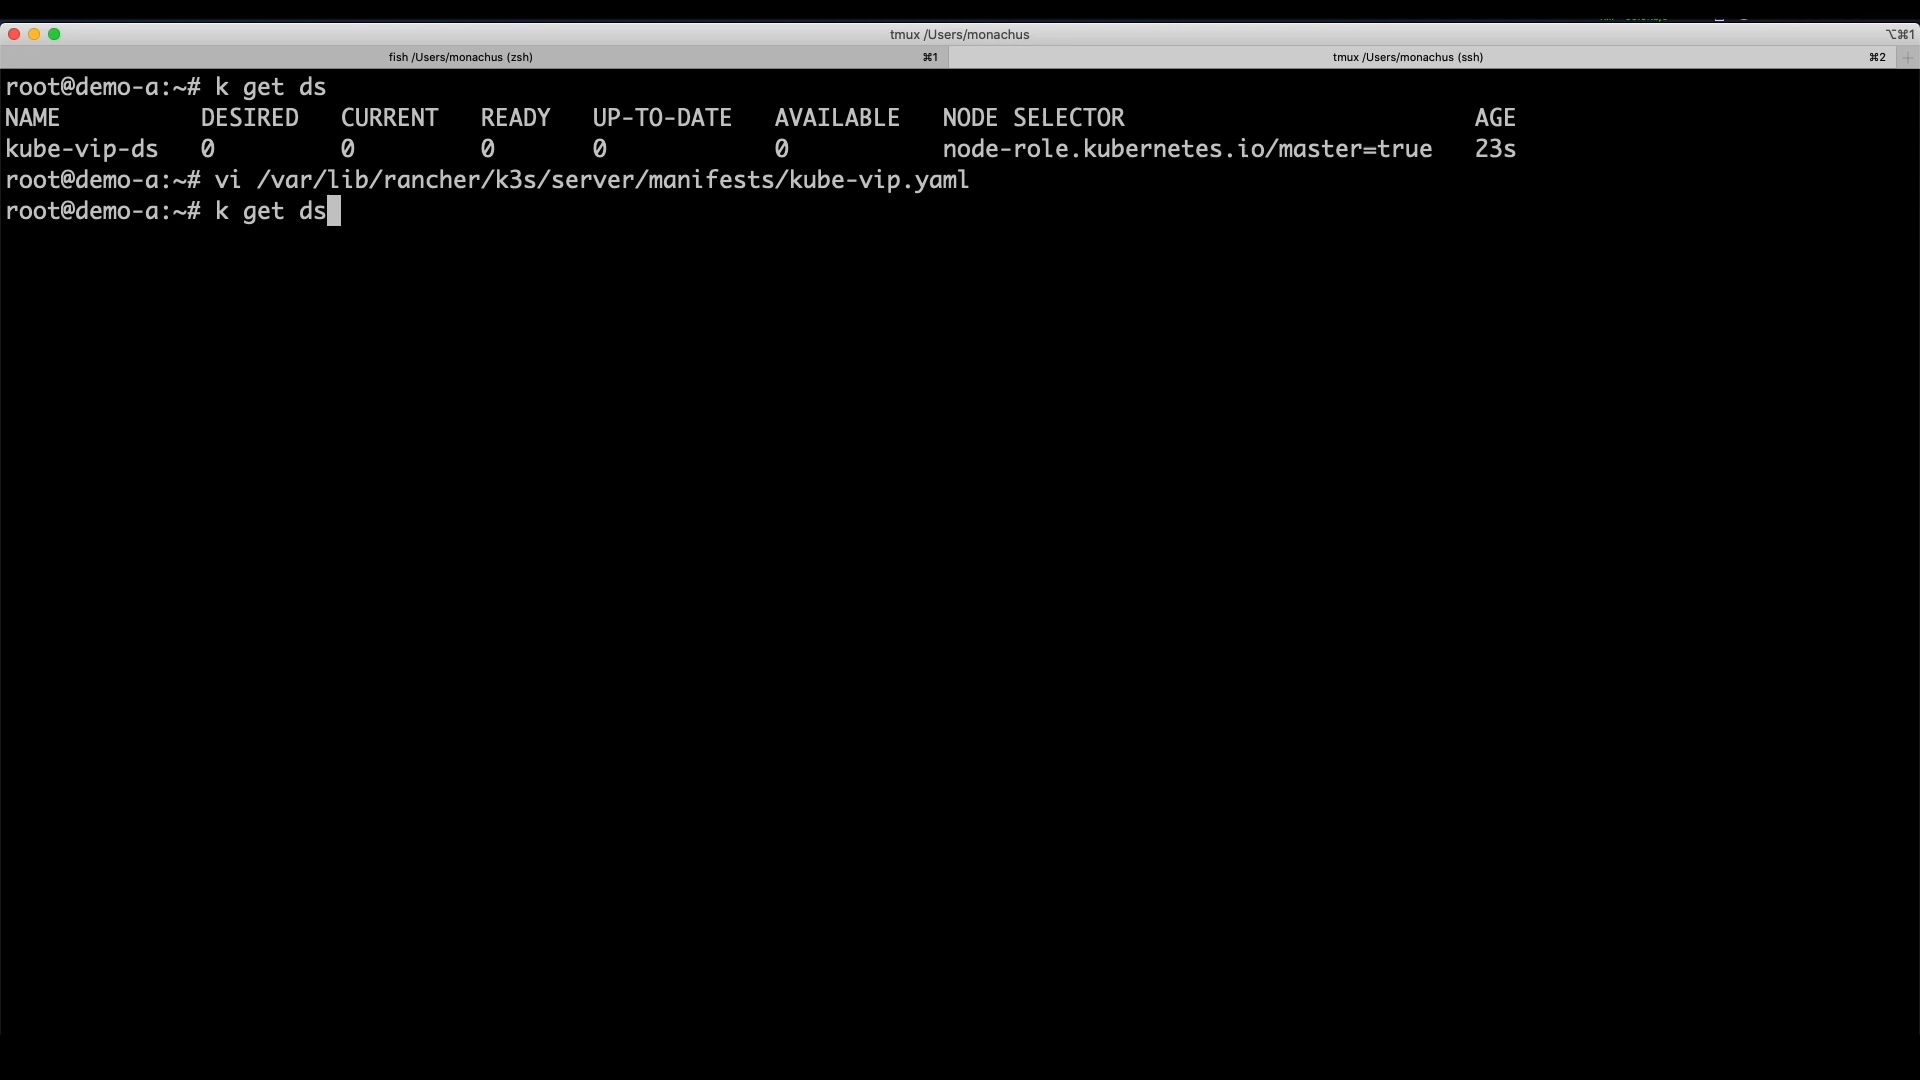 tmux /Users/monachus
⌥⌘1
fish /Users/monachus (zsh) ⌘1
tmux /Users/monachus (ssh) ⌘2
root@demo-a:~# k get ds
NAME DESIRED CURRENT READY UP-TO-DATE AVAILABLE NODE SELECTOR AGE
kube-vip-ds 0 0 0 0 0 node-role.kubernetes.io/master=true 23s
root@demo-a:~# vi /var/lib/rancher/k3s/server/manifests/kube-vip.yaml
root@demo-a:~# k get ds